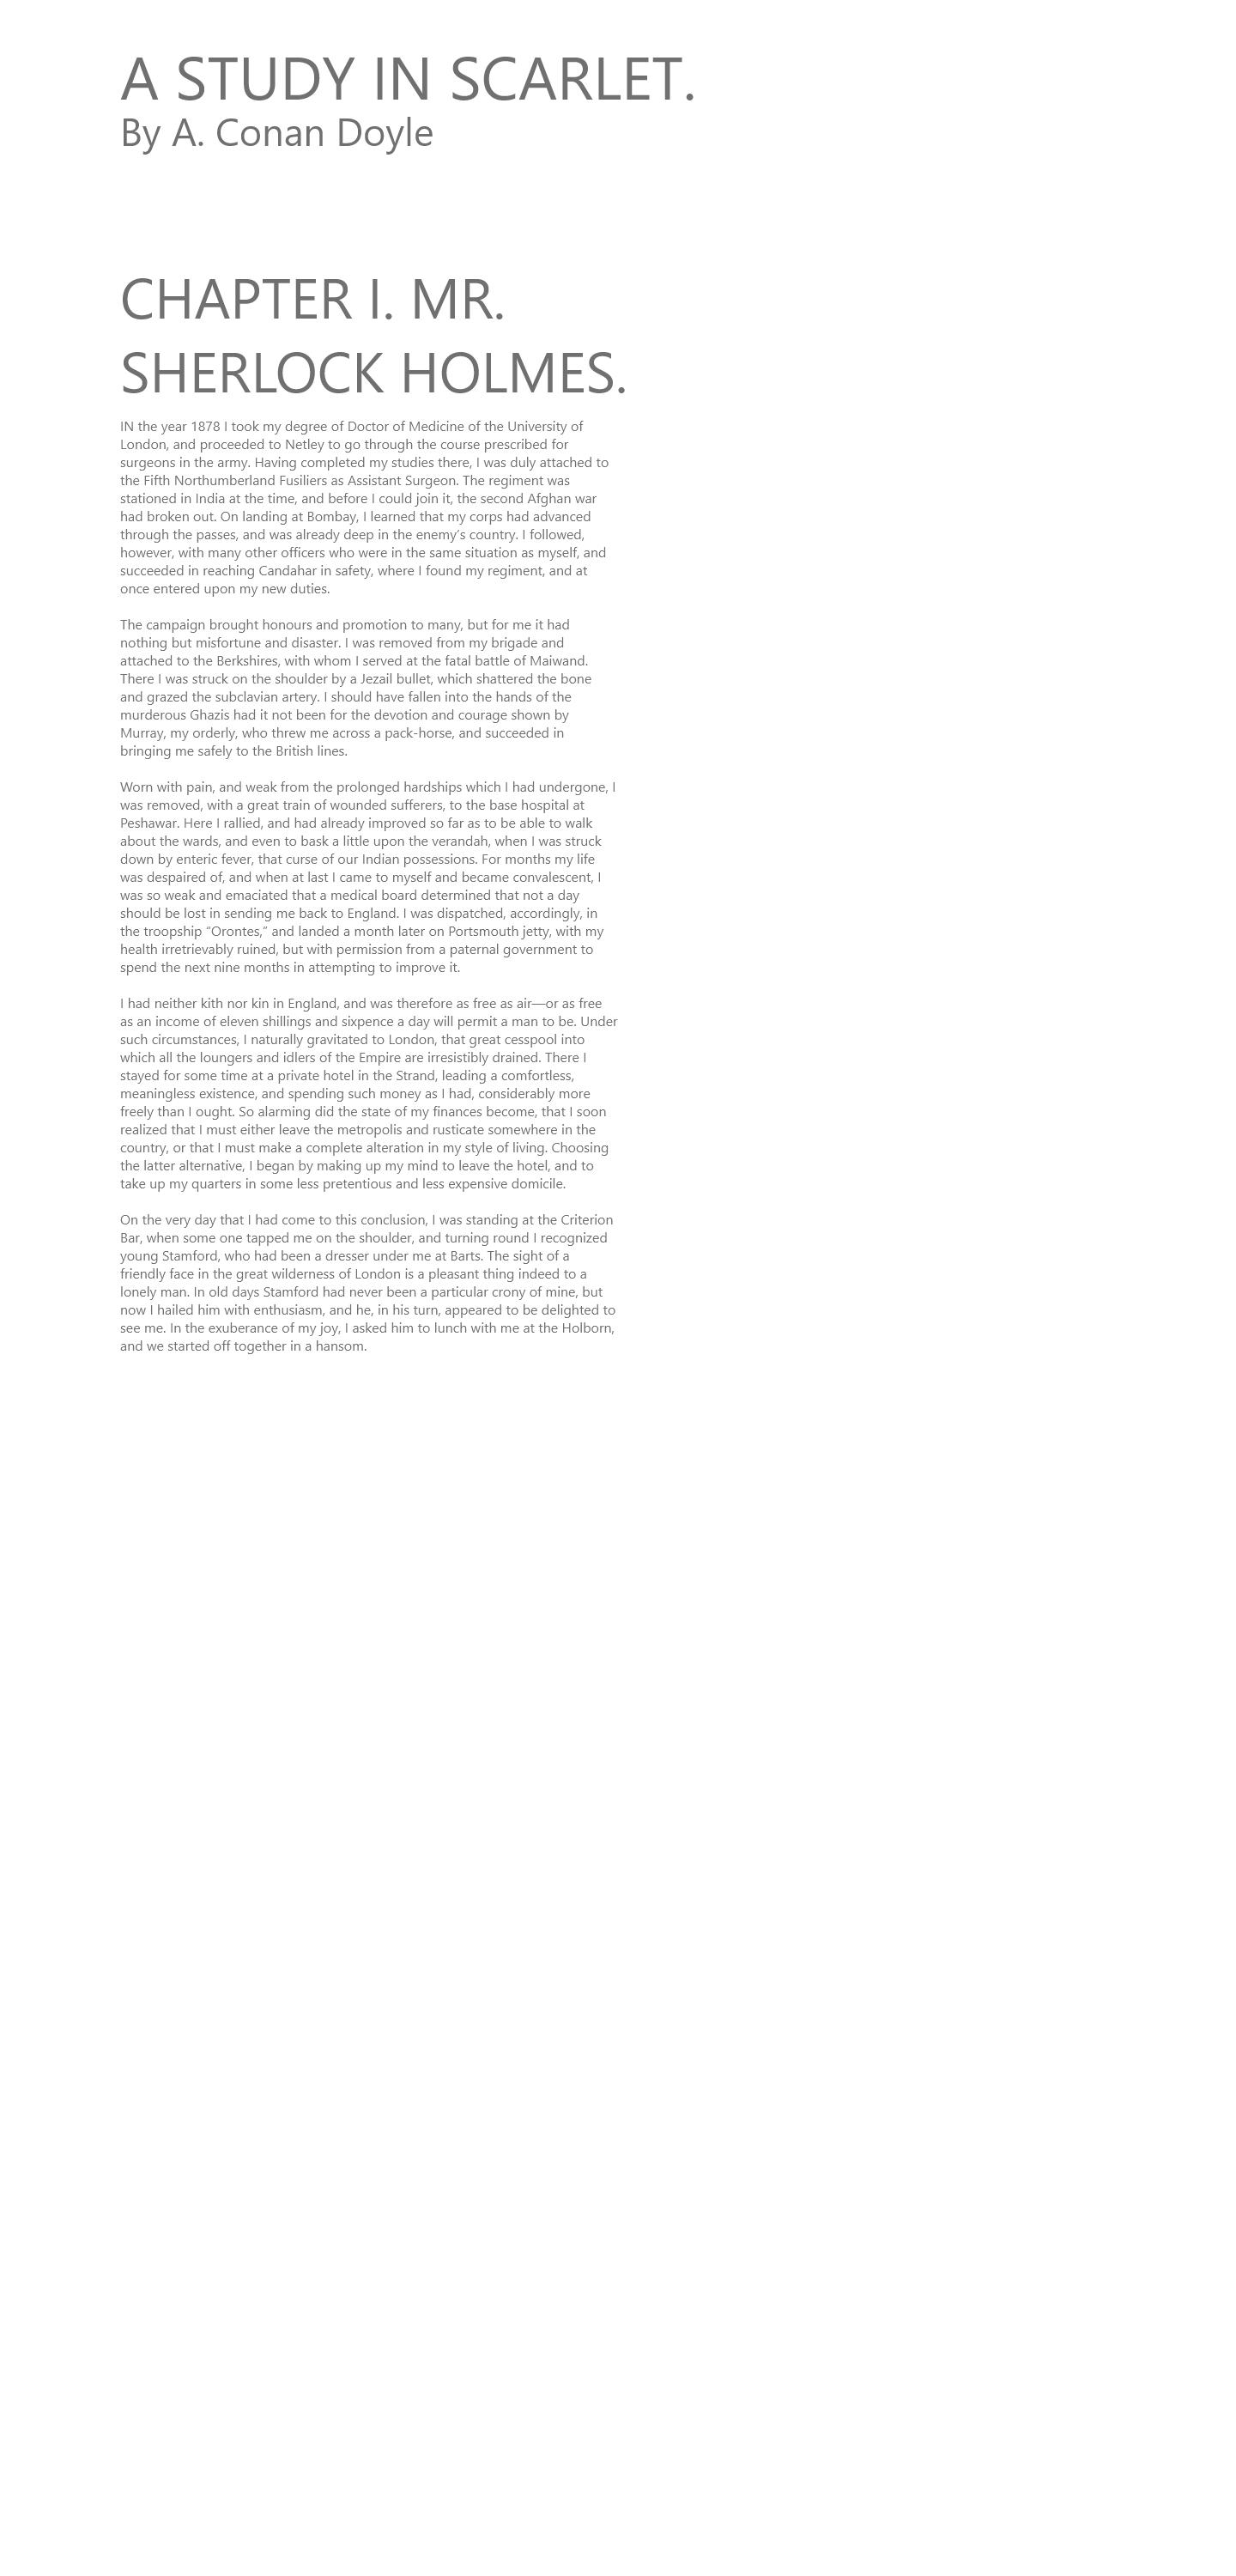 A STUDY IN SCARLET.
By A. Conan Doyle
CHAPTER I. MR.
SHERLOCK HOLMES.
IN the year 1878 I took my degree of Doctor of Medicine of the University of
London, and proceeded to Netley to go through the course prescribed for
surgeons in the army. Having completed my studies there, I was duly attached to
the Fifth Northumberland Fusiliers as Assistant Surgeon. The regiment was
stationed in India at the time, and before I could join it, the second Afghan war
had broken out. On landing at Bombay, I learned that my corps had advanced
through the passes, and was already deep in the enemy’s country. I followed,
however, with many other officers who were in the same situation as myself, and
succeeded in reaching Candahar in safety, where I found my regiment, and at
once entered upon my new duties.
The campaign brought honours and promotion to many, but for me it had
nothing but misfortune and disaster. I was removed from my brigade and
attached to the Berkshires, with whom I served at the fatal battle of Maiwand.
There I was struck on the shoulder by a Jezail bullet, which shattered the bone
and grazed the subclavian artery. I should have fallen into the hands of the
murderous Ghazis had it not been for the devotion and courage shown by
Murray, my orderly, who threw me across a pack-horse, and succeeded in
bringing me safely to the British lines.
Worn with pain, and weak from the prolonged hardships which I had undergone, I
was removed, with a great train of wounded sufferers, to the base hospital at
Peshawar. Here I rallied, and had already improved so far as to be able to walk
about the wards, and even to bask a little upon the verandah, when I was struck
down by enteric fever, that curse of our Indian possessions. For months my life
was despaired of, and when at last I came to myself and became convalescent, I
was so weak and emaciated that a medical board determined that not a day
should be lost in sending me back to England. I was dispatched, accordingly, in
the troopship “Orontes,” and landed a month later on Portsmouth jetty, with my
health irretrievably ruined, but with permission from a paternal government to
spend the next nine months in attempting to improve it.
I had neither kith nor kin in England, and was therefore as free as air—or as free
as an income of eleven shillings and sixpence a day will permit a man to be. Under
such circumstances, I naturally gravitated to London, that great cesspool into
which all the loungers and idlers of the Empire are irresistibly drained. There I
stayed for some time at a private hotel in the Strand, leading a comfortless,
meaningless existence, and spending such money as I had, considerably more
freely than I ought. So alarming did the state of my finances become, that I soon
realized that I must either leave the metropolis and rusticate somewhere in the
country, or that I must make a complete alteration in my style of living. Choosing
the latter alternative, I began by making up my mind to leave the hotel, and to
take up my quarters in some less pretentious and less expensive domicile.
On the very day that I had come to this conclusion, I was standing at the Criterion
Bar, when some one tapped me on the shoulder, and turning round I recognized
young Stamford, who had been a dresser under me at Barts. The sight of a
friendly face in the great wilderness of London is a pleasant thing indeed to a
lonely man. In old days Stamford had never been a particular crony of mine, but
now I hailed him with enthusiasm, and he, in his turn, appeared to be delighted to
see me. In the exuberance of my joy, I asked him to lunch with me at the Holborn,
and we started off together in a hansom.